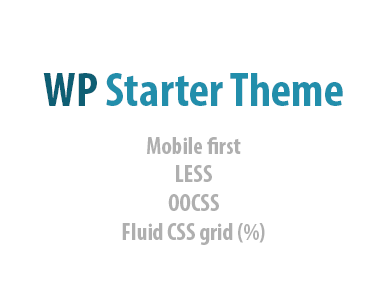 WP Starter Theme
Mobile first
LESS
OOCSS
Fluid CSS grid (%)